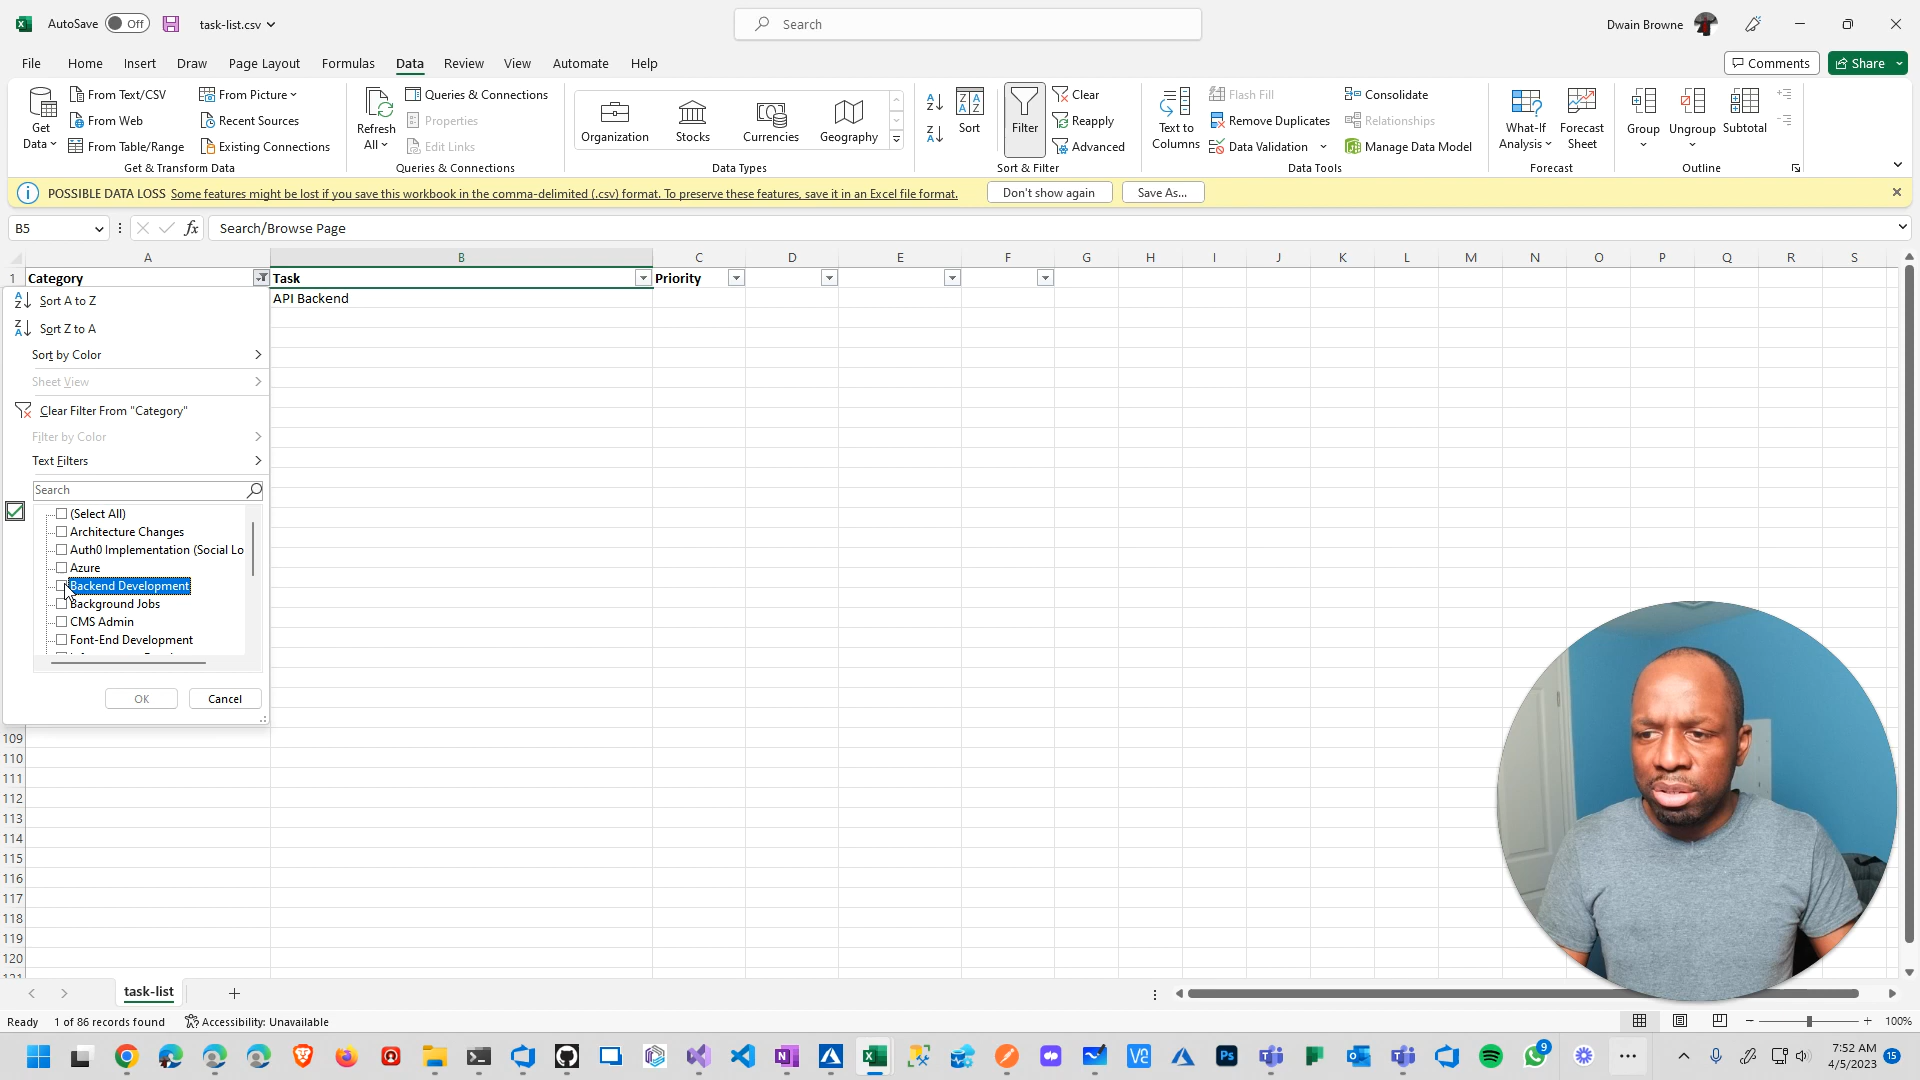 AutoSave Off task-list.csv
Search
Dwain Browne
File Home Insert Draw Page Layout Formulas Data Review View Automate Help
Comments Share
Get Data
From Text/CSV
From Web
From Table/Range
From Picture
Recent Sources
Existing Connections
Get & Transform Data
Refresh All
Queries & Connections
Properties
Edit Links
Queries & Connections
Organization Stocks Currencies Geography
Data Types
Sort
Filter
Clear
Reapply
Advanced
Sort & Filter
Text to Columns
Flash Fill
Remove Duplicates
Data Validation
Consolidate
Relationships
Manage Data Model
Data Tools
What-If Analysis
Forecast Sheet
Forecast
Group
Ungroup
Subtotal
Outline
POSSIBLE DATA LOSS Some features might be lost if you save this workbook in the comma-delimited (.csv) format. To preserve these features, save it in an Excel file format. Don't show again Save As...
B5 fx Search/Browse Page
A B C D E F G H I J K L M N O P Q R S
1 Category Task Priority
API Backend
Sort A to Z
Sort Z to A
Sort by Color
Sheet View
Clear Filter From "Category"
Filter by Color
Text Filters
Search
(Select All)
Architecture Changes
Auth0 Implementation (Social Lo
Azure
Backend Development
Background Jobs
CMS Admin
Font-End Development
OK Cancel
109
110
111
112
113
114
115
116
117
118
119
120
121
task-list
Ready 1 of 86 records found Accessibility: Unavailable 100%
9
7:52 AM
4/5/2023
15